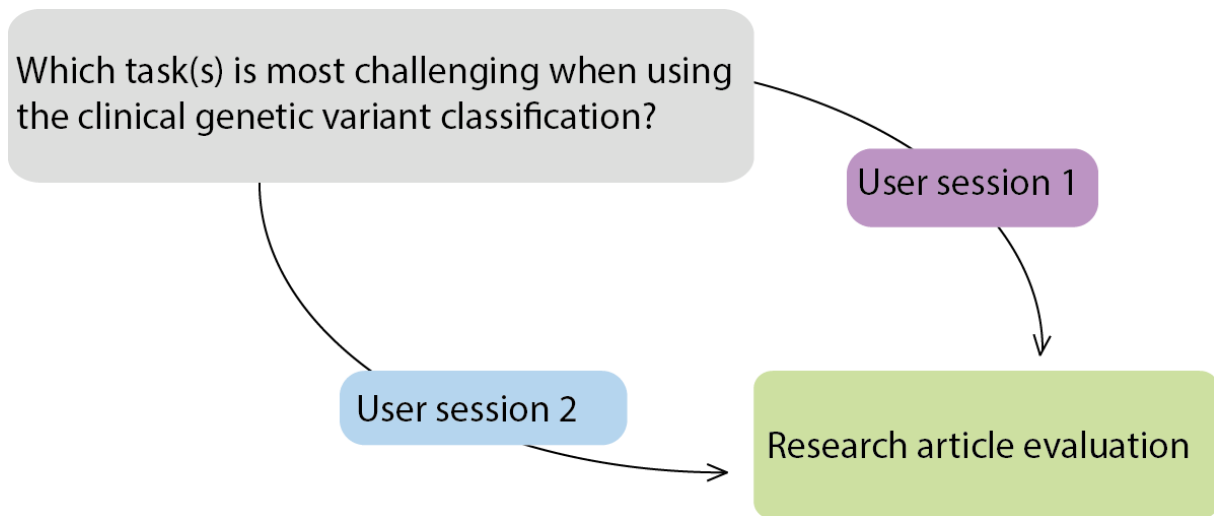 Which task(s) is most challenging when using
the clinical genetic variant classification?
User session 1
User session 2
Research article evaluation